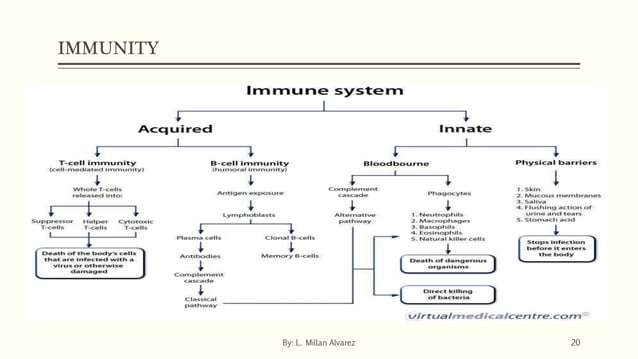 IMMUNITY
Immune system
Acquired
Innate
T-cell immunity
(cell-mediated immunity)
B-cell immunity
(humoral immunity)
Bloodbourne
Physical barriers
Whole T-cells
released into:
Antigen exposure
Complement
cascade
Phagocytes
1. Skin
2. Mucous membranes
3. Saliva
4. Flushing action of
urine and tears
5. Stomach acid
Suppressor
T-cells
Helper
T-cells
Cytotoxic
T-cells
Lymphoblasts
Alternative
pathway
1. Neutrophils
2. Macrophages
3. Basophils
4. Eosinophils
5. Natural killer cells
Plasma cells
Clonal B-cells
Death of the body's cells
that are infected with a
virus or otherwise
damaged
Antibodies
Memory B-cells
Stops infection
before it enters
the body
Death of dangerous
organisms
Complement
cascade
Classical
pathway
Direct killing
of bacteria
virtualmedicalcentre.com©
By: L. Millan Alvarez
20